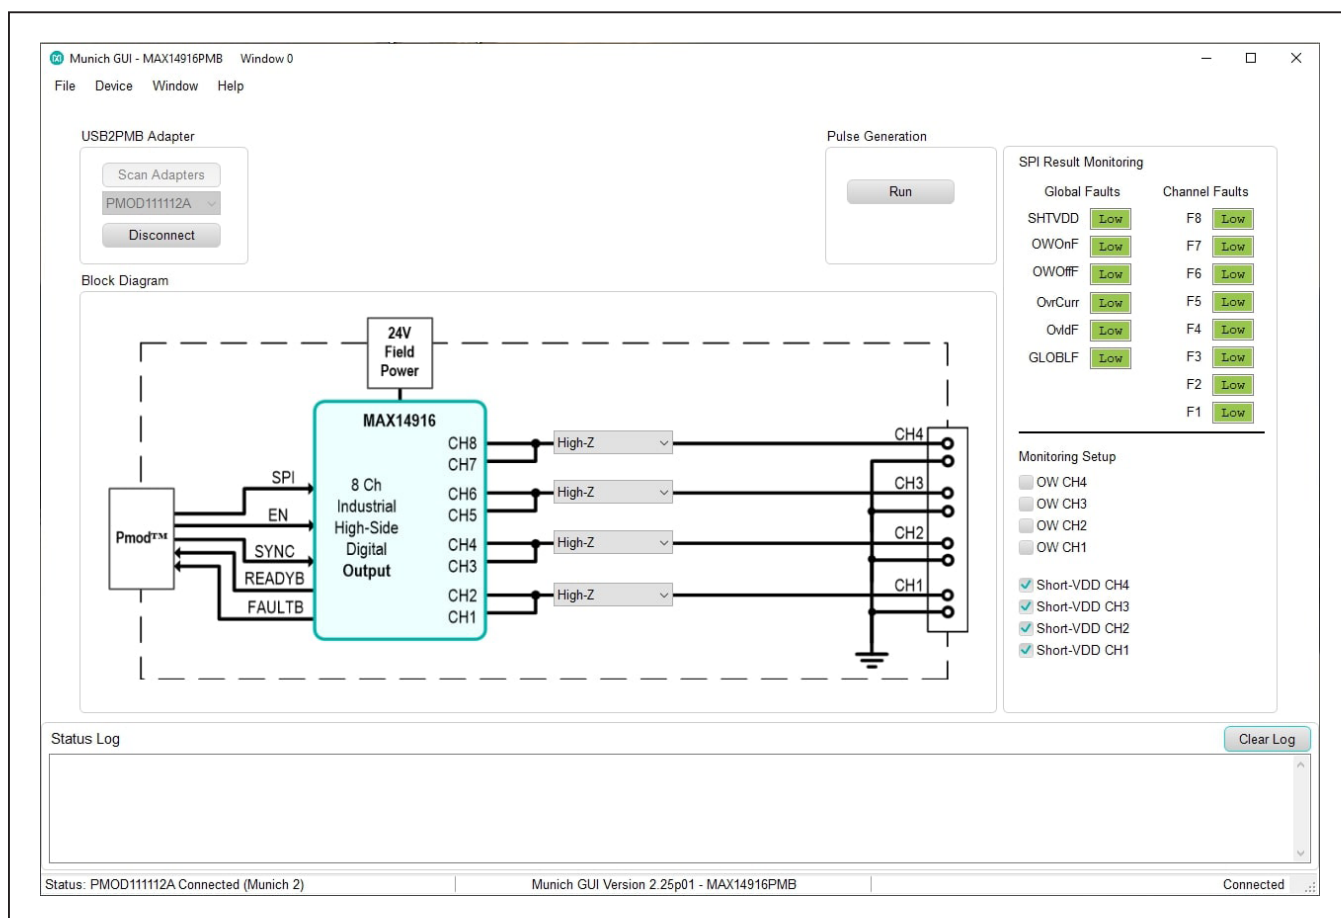 Munich GUI - MAX14916PMB Window 0
File Device Window Help
USB2PMB Adapter
Scan Adapters
PMOD111112A
Disconnect
Pulse Generation
Run
Block Diagram
24V
Field
Power
MAX14916
8 Ch
Industrial
High-Side
Digital
Output
Pmod™
SPI
EN
SYNC
READYB
FAULTB
CH8
CH7
CH6
CH5
CH4
CH3
CH2
CH1
High-Z
High-Z
High-Z
High-Z
CH4
CH3
CH2
CH1
SPI Result Monitoring
Global Faults Channel Faults
SHTVDD Low F8 Low
OWOnF Low F7 Low
OWOffF Low F6 Low
OvrCurr Low F5 Low
OvldF Low F4 Low
GLOBLF Low F3 Low
F2 Low
F1 Low
Monitoring Setup
OW CH4
OW CH3
OW CH2
OW CH1
Short-VDD CH4
Short-VDD CH3
Short-VDD CH2
Short-VDD CH1
Status Log
Clear Log
Status: PMOD111112A Connected (Munich 2) Munich GUI Version 2.25p01 - MAX14916PMB Connected